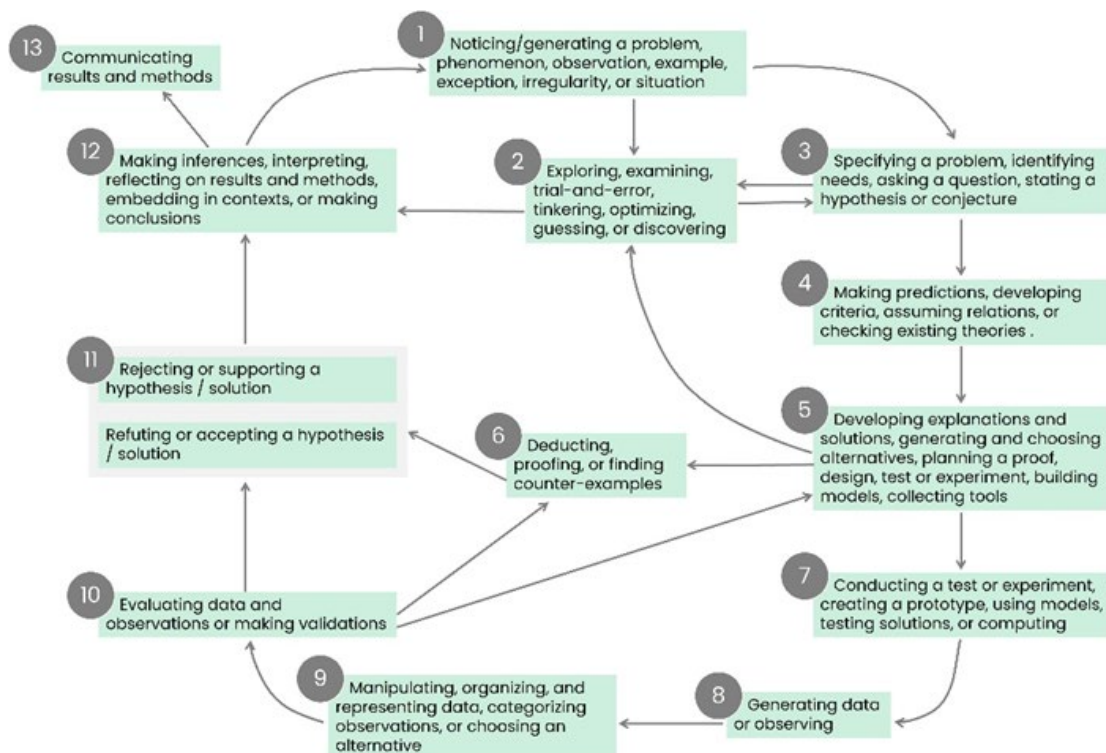 13
Communicating
results and methods
1
Noticing/generating a problem,
phenomenon, observation, example,
exception, irregularity, or situation
12
Making inferences, interpreting,
reflecting on results and methods,
embedding in contexts, or making
conclusions
2
Exploring, examining,
trial-and-error,
tinkering, optimizing,
guessing, or discovering
3
Specifying a problem, identifying
needs, asking a question, stating a
hypothesis or conjecture
4
Making predictions, developing
criteria, assuming relations, or
checking existing theories .
11
Rejecting or supporting a
hypothesis / solution
Refuting or accepting a hypothesis
/ solution
6
Deducting,
proofing, or finding
counter-examples
5
Developing explanations and
solutions, generating and choosing
alternatives, planning a proof,
design, test or experiment, building
models, collecting tools
10
Evaluating data and
observations or making validations
7
Conducting a test or experiment,
creating a prototype, using models,
testing solutions, or computing
9
Manipulating, organizing, and
representing data, categorizing
observations, or choosing an
alternative
8
Generating data
or observing